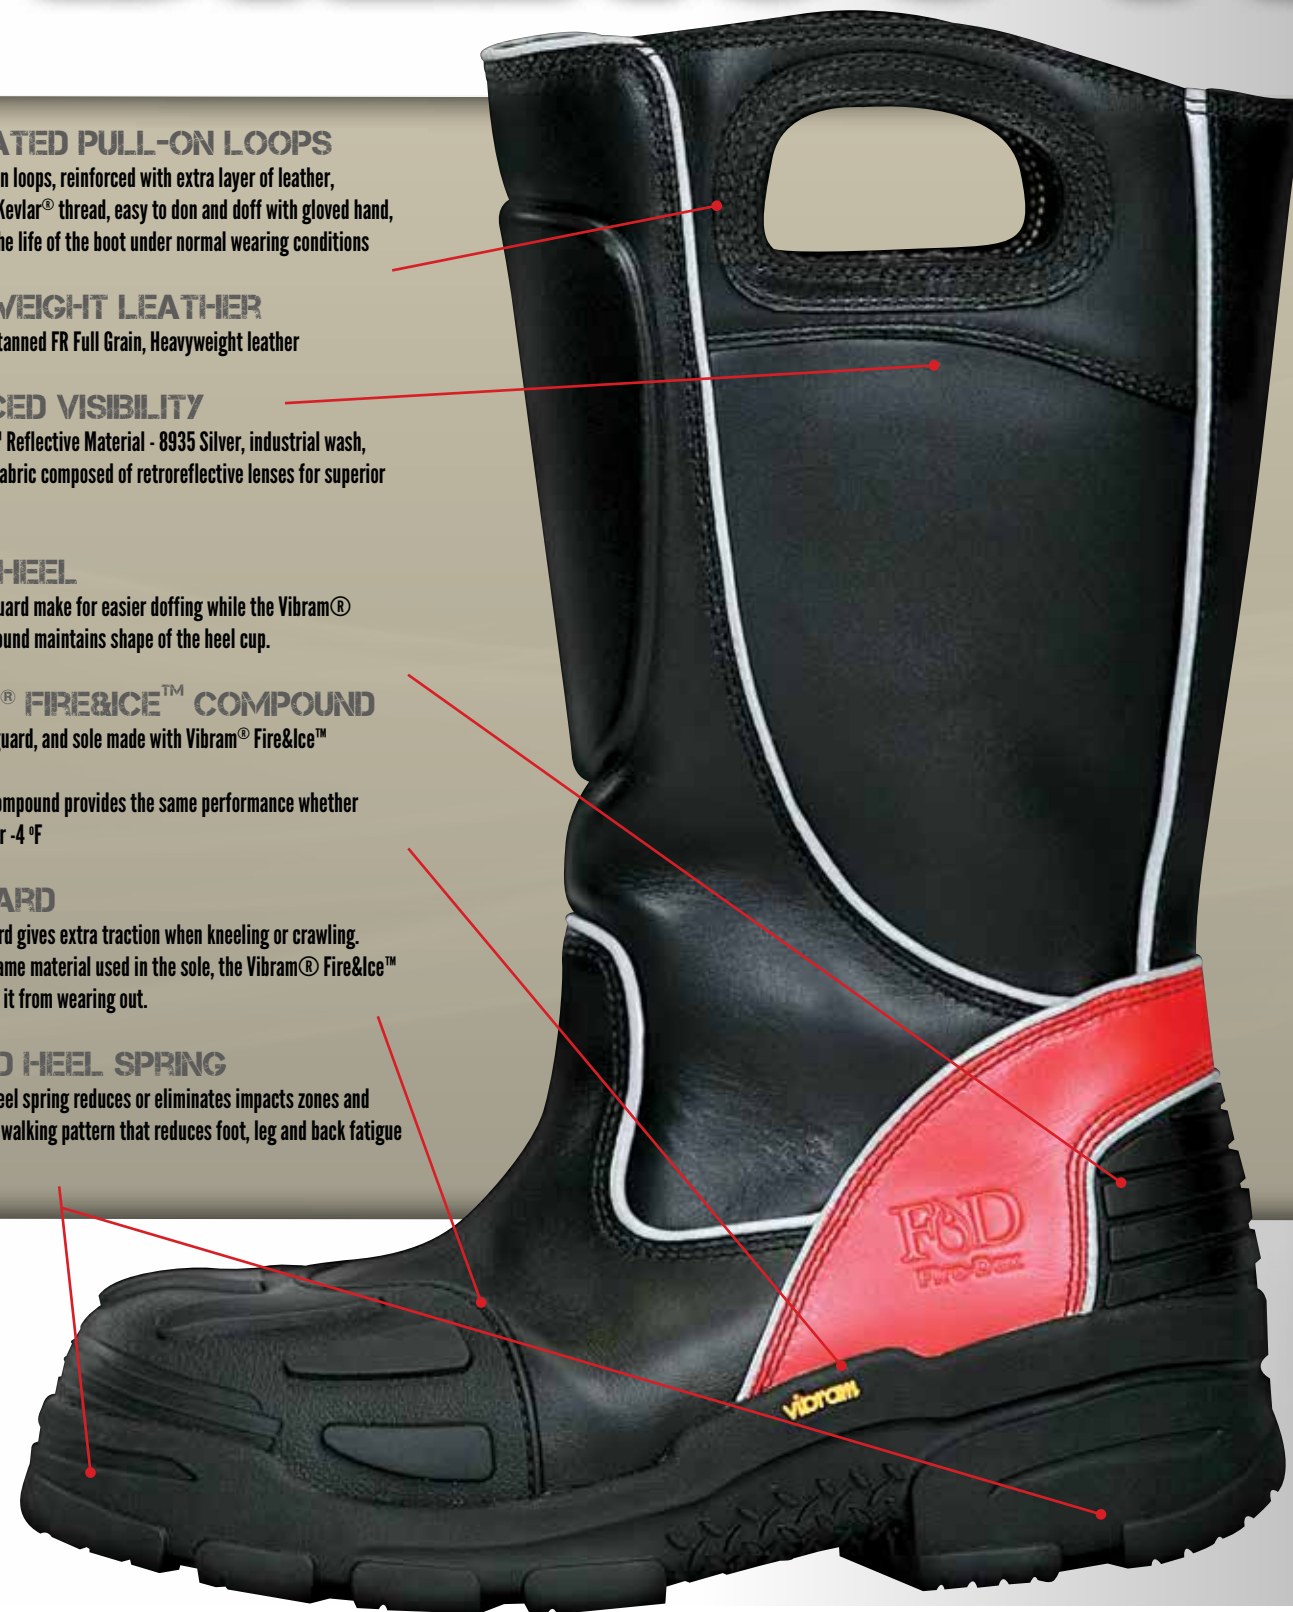 ATED PULL-ON LOOPS
n loops, reinforced with extra layer of leather,
Kevlar® thread, easy to don and doff with gloved hand,
he life of the boot under normal wearing conditions
WEIGHT LEATHER
tanned FR Full Grain, Heavyweight leather
CED VISIBILITY
Reflective Material - 8935 Silver, industrial wash,
abric composed of retroreflective lenses for superior
HEEL
uard make for easier doffing while the Vibram®
ound maintains shape of the heel cup.
® FIRE&ICE™ COMPOUND
guard, and sole made with Vibram® Fire&Ice™
ompound provides the same performance whether
r -4 °F
ARD
rd gives extra traction when kneeling or crawling.
ame material used in the sole, the Vibram® Fire&Ice™
it from wearing out.
D HEEL SPRING
eel spring reduces or eliminates impacts zones and
walking pattern that reduces foot, leg and back fatigue
F&D
Fire-Dex
vibram